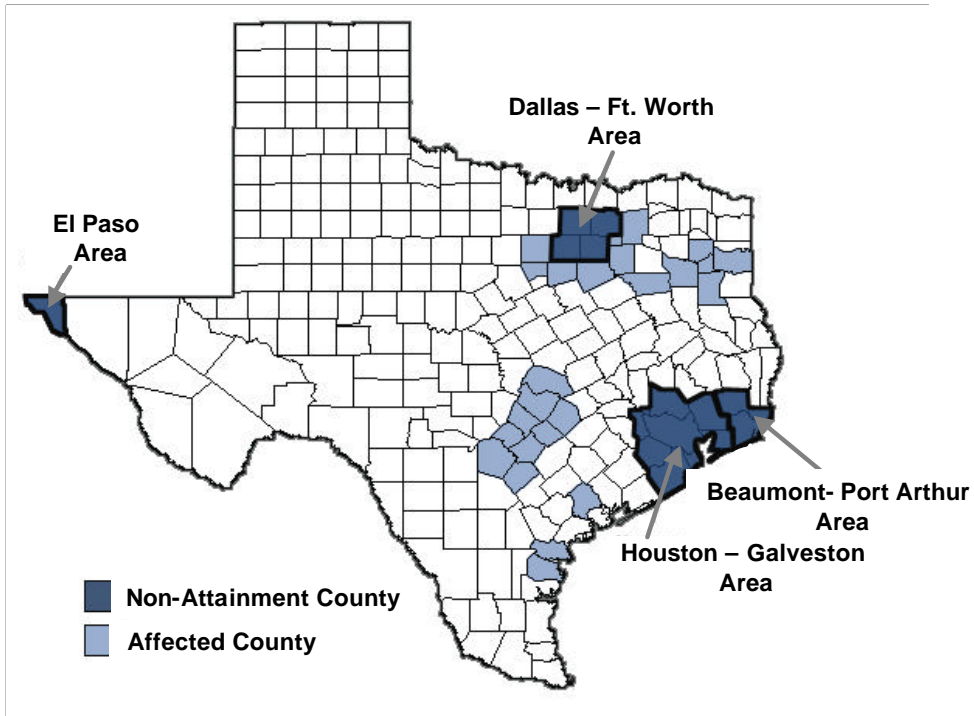 Dallas – Ft. Worth
Area
El Paso
Area
Beaumont- Port Arthur
Area
Houston – Galveston
Area
Non-Attainment County
Affected County